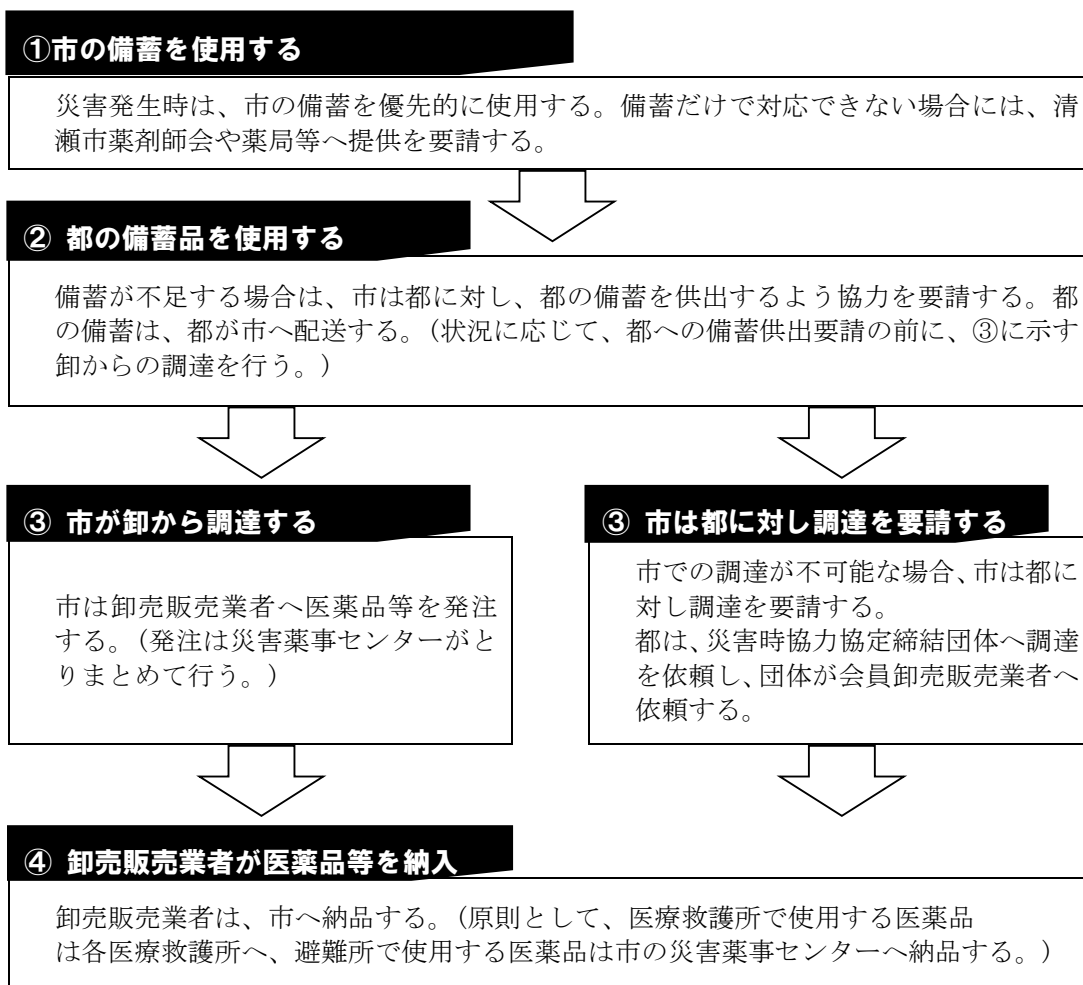 ①市の備蓄を使用する
災害発生時は、市の備蓄を優先的に使用する。備蓄だけで対応できない場合には、清
瀬市薬剤師会や薬局等へ提供を要請する。
② 都の備蓄品を使用する
備蓄が不足する場合は、市は都に対し、都の備蓄を供出するよう協力を要請する。都
の備蓄は、都が市へ配送する。（状況に応じて、都への備蓄供出要請の前に、③に示す
卸からの調達を行う。）
③ 市が卸から調達する
市は卸売販売業者へ医薬品等を発注
する。（発注は災害薬事センターがと
りまとめて行う。）
③ 市は都に対し調達を要請する
市での調達が不可能な場合、市は都に
対し調達を要請する。
都は、災害時協力協定締結団体へ調達
を依頼し、団体が会員卸売販売業者へ
依頼する。
④ 卸売販売業者が医薬品等を納入
卸売販売業者は、市へ納品する。（原則として、医療救護所で使用する医薬品
は各医療救護所へ、避難所で使用する医薬品は市の災害薬事センターへ納品する。）